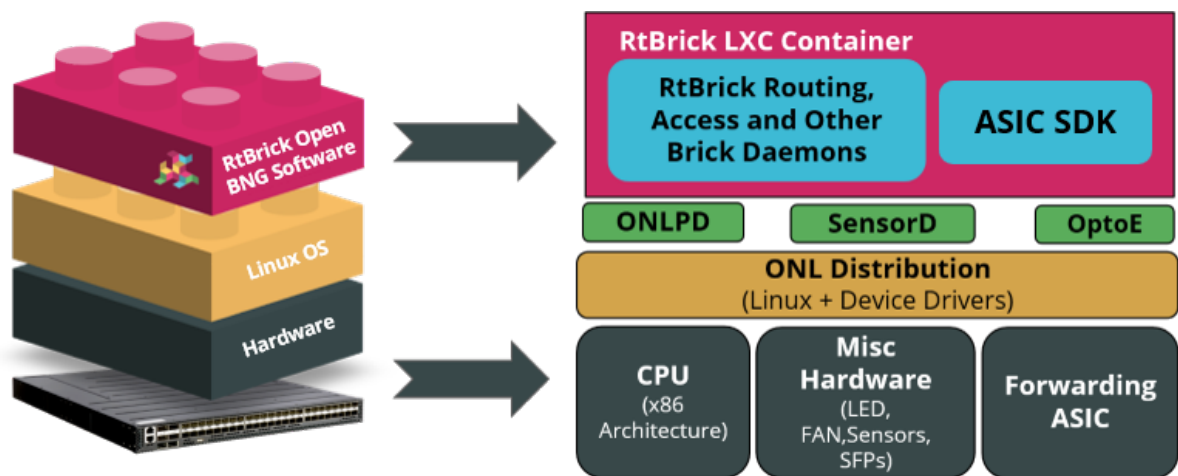 RtBrick Open
BNG Software
Linux OS
Hardware
RtBrick LXC Container
RtBrick Routing,
Access and Other
Brick Daemons
ASIC SDK
ONLPD
SensorD
OptoE
ONL Distribution
(Linux + Device Drivers)
CPU
(x86
Architecture)
Misc
Hardware
(LED,
FAN,Sensors,
SFPs)
Forwarding
ASIC